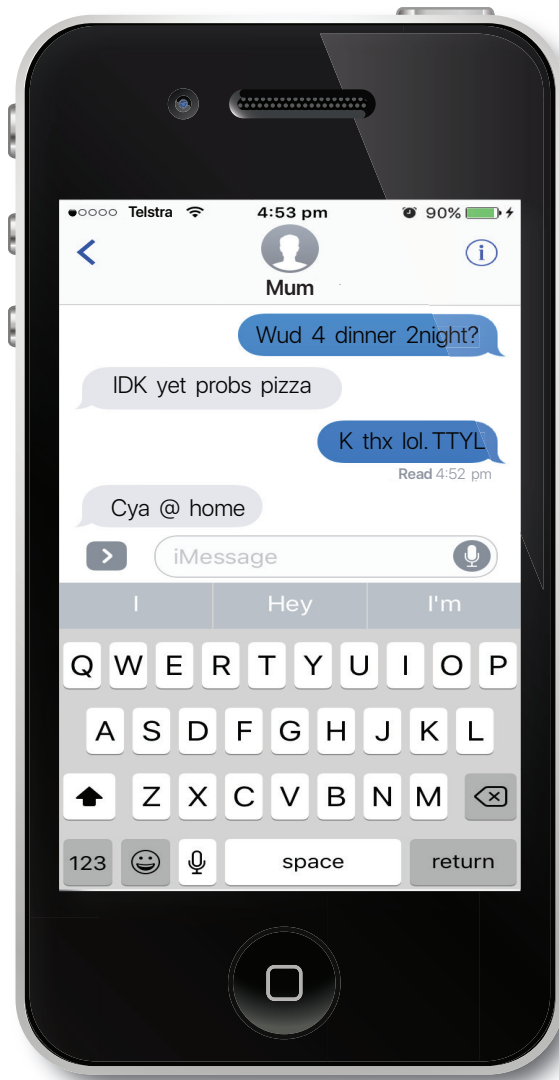 Telstra 4:53 pm 90%
i
Mum
Wud 4 dinner 2night?
IDK yet probs pizza
K thx lol. TTYL
Read 4:52 pm
Cya @ home
iMessage
I Hey I'm
Q W E R T Y U I O P
A S D F G H J K L
Z X C V B N M
123 space return